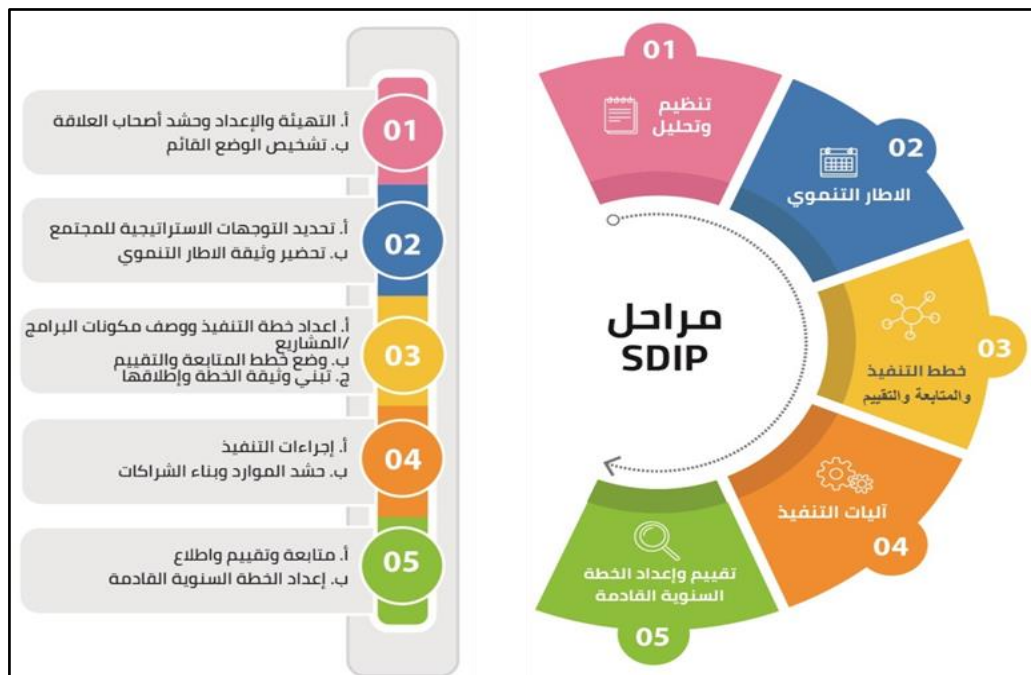 01
تنظيم
وتحليل
02
الاطار التنموي
03
خطط التنفيذ
والمتابعة والتقييم
04
آليات التنفيذ
05
تقييم وإعداد الخطة
السنوية القادمة
مراحل
SDIP
01
أ. التهيئة والإعداد وحشد أصحاب العلاقة
ب. تشخيص الوضع القائم
02
أ. تحديد التوجهات الاستراتيجية للمجتمع
ب. تحضير وثيقة الاطار التنموي
03
أ. اعداد خطة التنفيذ ووصف مكونات البرامج
/المشاريع
ب. وضع خطط المتابعة والتقييم
ج. تبني وثيقة الخطة وإطلاقها
04
أ. إجراءات التنفيذ
ب. حشد الموارد وبناء الشراكات
05
أ. متابعة وتقييم واطلاع
ب. إعداد الخطة السنوية القادمة